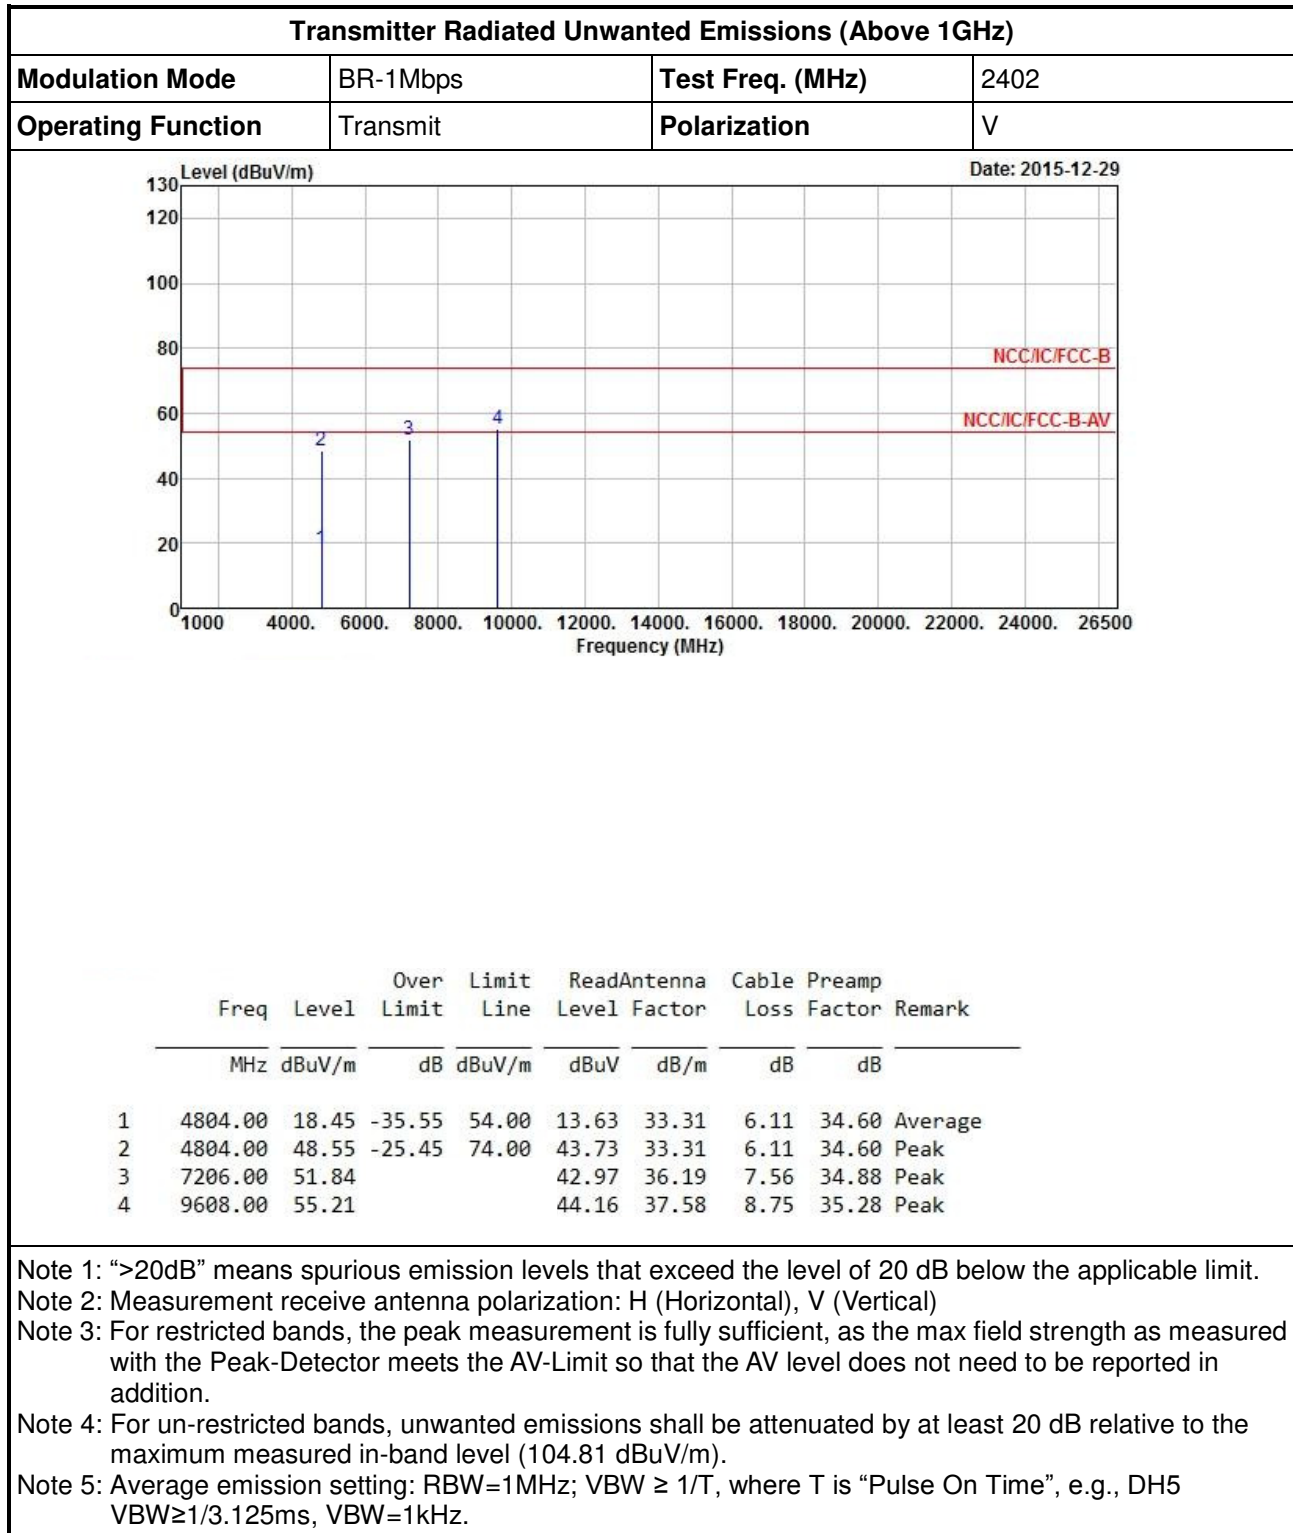 Transmitter Radiated Unwanted Emissions (Above 1GHz)
Modulation Mode BR-1Mbps Test Freq. (MHz) 2402
Operating Function Transmit Polarization V
Level (dBuV/m) Date: 2015-12-29
130
120
100
80
NCC/IC/FCC-B
60
NCC/IC/FCC-B-AV
4
3
2
40
1
20
0
1000 4000. 6000. 8000. 10000. 12000. 14000. 16000. 18000. 20000. 22000. 24000. 26500
Frequency (MHz)
Over Limit ReadAntenna Cable Preamp
Freq Level Limit Line Level Factor Loss Factor Remark
MHz dBuV/m dB dBuV/m dBuV dB/m dB dB
1 4804.00 18.45 -35.55 54.00 13.63 33.31 6.11 34.60 Average
2 4804.00 48.55 -25.45 74.00 43.73 33.31 6.11 34.60 Peak
3 7206.00 51.84 42.97 36.19 7.56 34.88 Peak
4 9608.00 55.21 44.16 37.58 8.75 35.28 Peak
Note 1: “>20dB” means spurious emission levels that exceed the level of 20 dB below the applicable limit.
Note 2: Measurement receive antenna polarization: H (Horizontal), V (Vertical)
Note 3: For restricted bands, the peak measurement is fully sufficient, as the max field strength as measured
with the Peak-Detector meets the AV-Limit so that the AV level does not need to be reported in
addition.
Note 4: For un-restricted bands, unwanted emissions shall be attenuated by at least 20 dB relative to the
maximum measured in-band level (104.81 dBuV/m).
Note 5: Average emission setting: RBW=1MHz; VBW ≥ 1/T, where T is “Pulse On Time”, e.g., DH5
VBW≥1/3.125ms, VBW=1kHz.